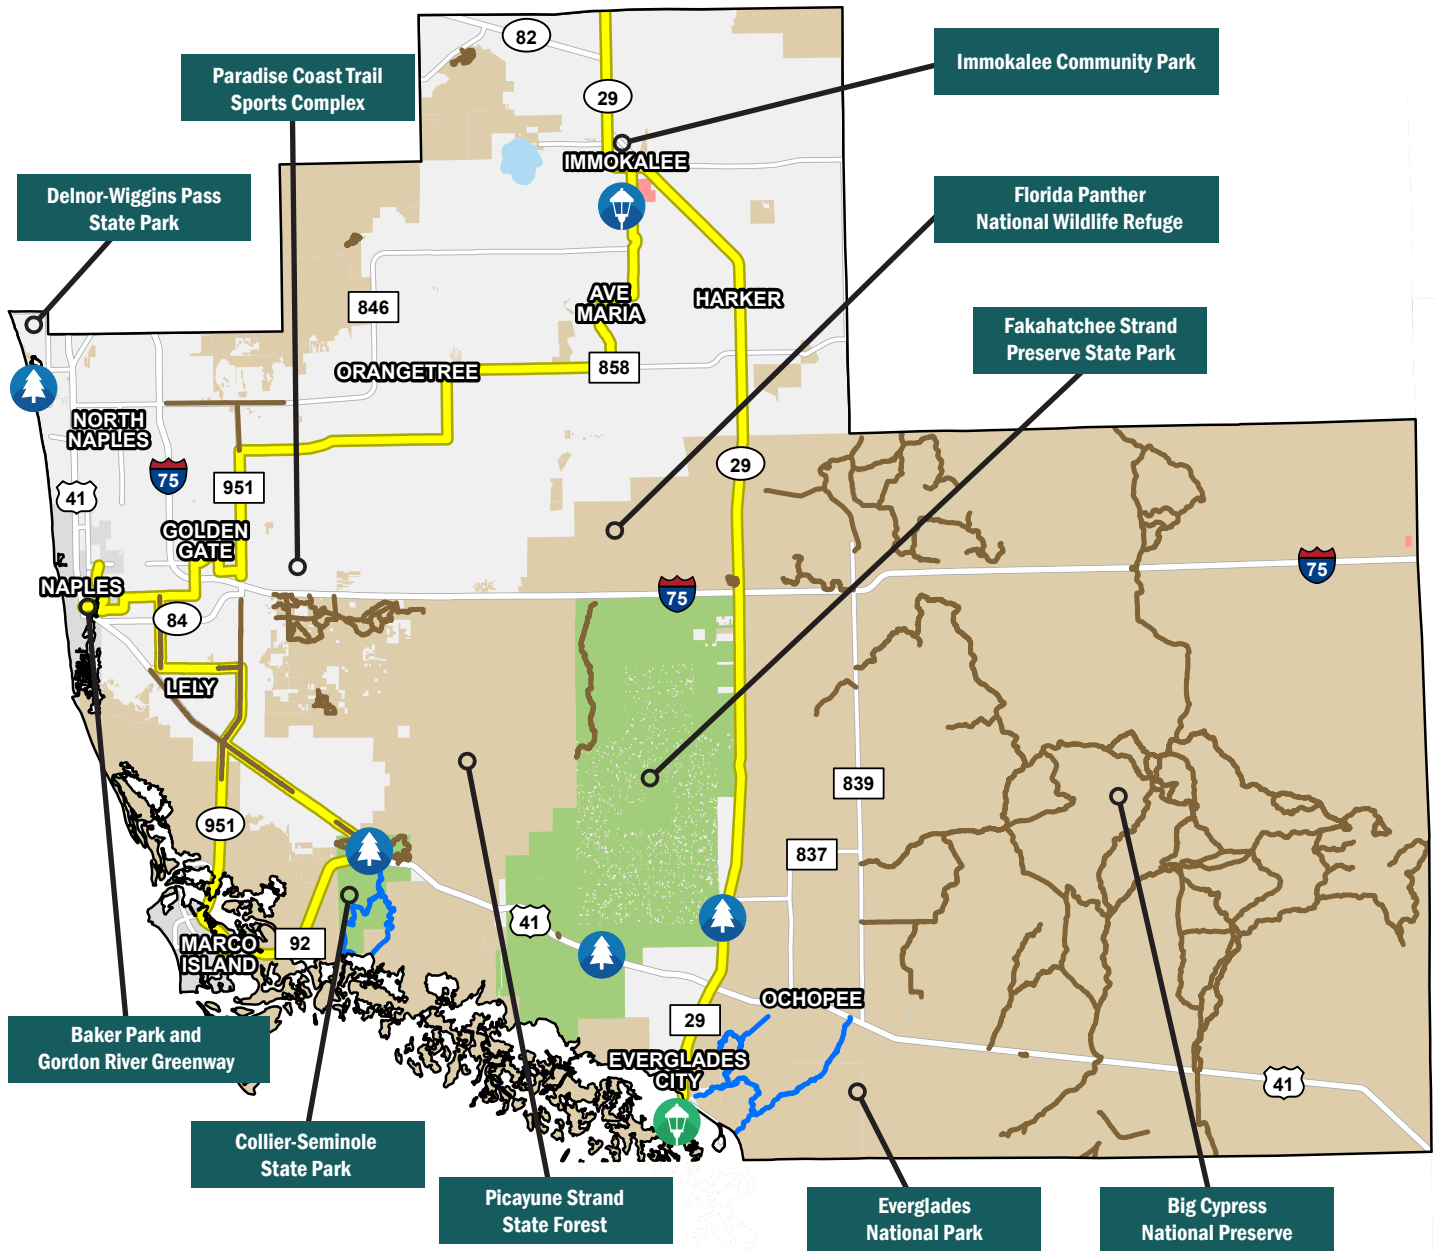 82
Paradise Coast Trail
Sports Complex
Immokalee Community Park
29
IMMOKALEE
Delnor-Wiggins Pass
State Park
Florida Panther
National Wildlife Refuge
846
AVE
MARIA
HARKER
Fakahatchee Strand
Preserve State Park
ORANGETREE
858
NORTH
NAPLES
29
75
951
41
GOLDEN
GATE
75
75
NAPLES
84
LELY
839
951
837
41
92
MARCO
ISLAND
OCHOPEE
29
Baker Park and
Gordon River Greenway
EVERGLADES
CITY
41
Collier-Seminole
State Park
Picayune Strand
State Forest
Everglades
National Park
Big Cypress
National Preserve